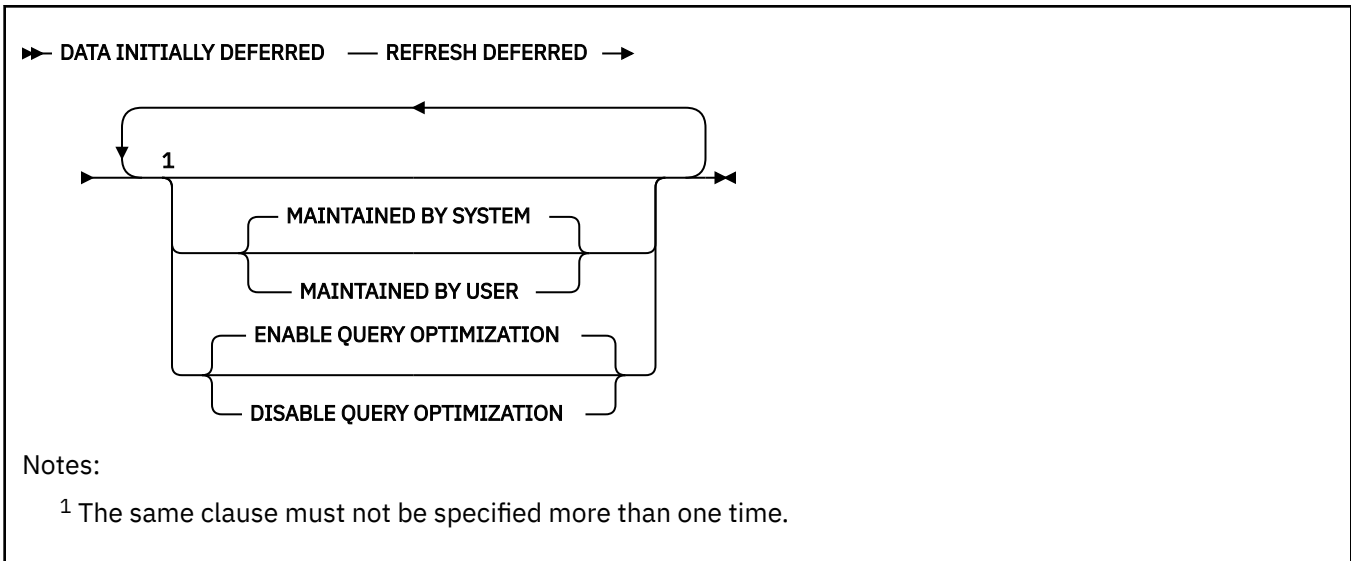 DATA INITIALLY DEFERRED REFRESH DEFERRED
1
MAINTAINED BY SYSTEM
MAINTAINED BY USER
ENABLE QUERY OPTIMIZATION
DISABLE QUERY OPTIMIZATION
Notes:
1 The same clause must not be specified more than one time.